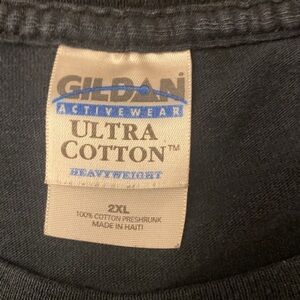 GILDAN
ACTIVEWEAR
ULTRA
COTTON™
HEAVYWEIGHT
2XL
100% COTTON PRESHRUNK
MADE IN HAITI